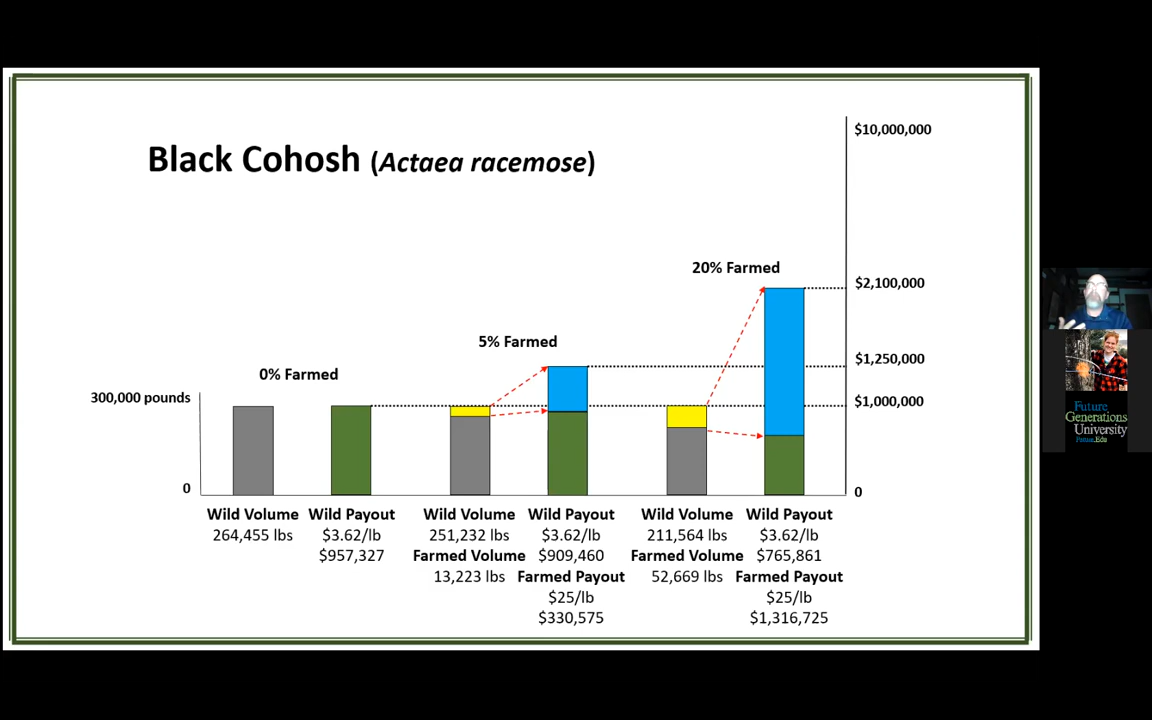 Black Cohosh (Actaea racemose)
$10,000,000
20% Farmed
$2,100,000
5% Farmed
$1,250,000
0% Farmed
300,000 pounds
$1,000,000
0
0
Wild Volume
264,455 lbs
Wild Payout
$3.62/lb
$957,327
Wild Volume
251,232 lbs
Farmed Volume
13,223 lbs
Wild Payout
$3.62/lb
$909,460
Farmed Payout
$25/lb
$330,575
Wild Volume
211,564 lbs
Farmed Volume
52,669 lbs
Wild Payout
$3.62/lb
$765,861
Farmed Payout
$25/lb
$1,316,725
Future
Generations
University
Future.Edu